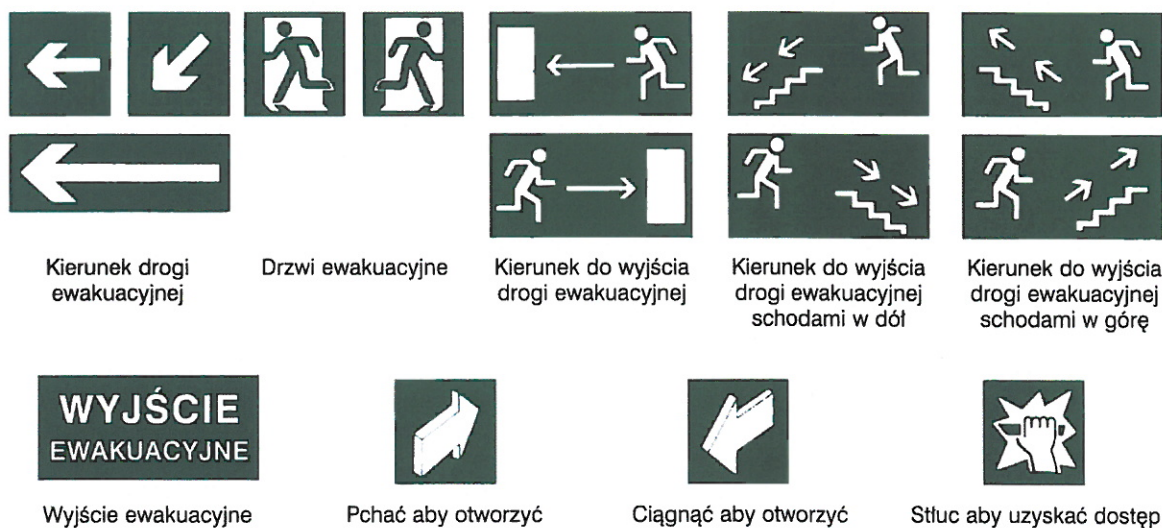 Kierunek drogi
ewakuacyjnej
Drzwi ewakuacyjne
Kierunek do wyjścia
drogi ewakuacyjnej
Kierunek do wyjścia
drogi ewakuacyjnej
schodami w dół
Kierunek do wyjścia
drogi ewakuacyjnej
schodami w górę
WYJŚCIE
EWAKUACYJNE
Wyjście ewakuacyjne
Pchać aby otworzyć
Ciągnąć aby otworzyć
Stłuc aby uzyskać dostęp